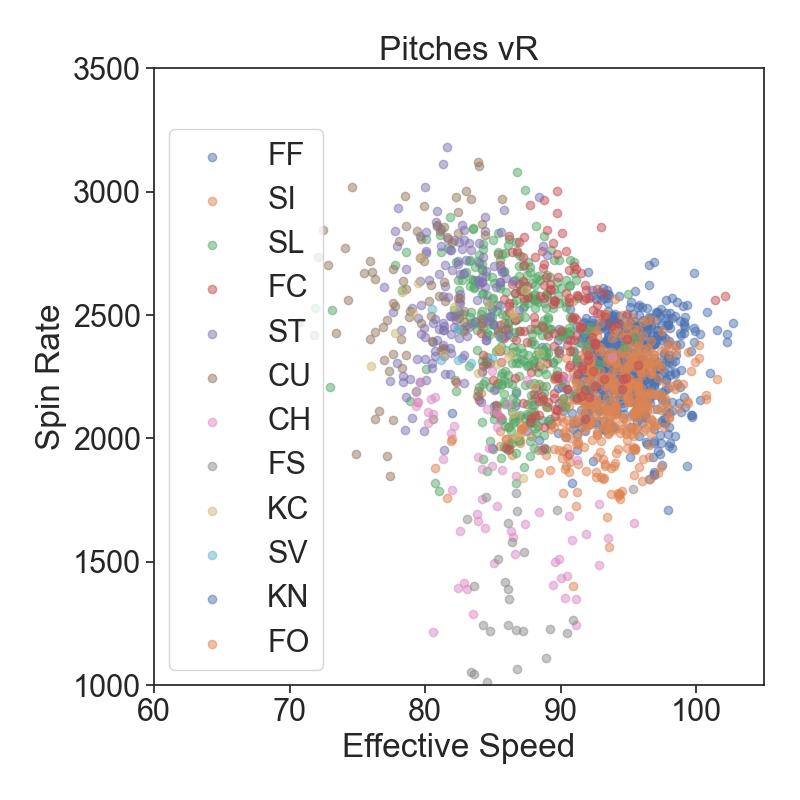 Pitches vR
3500
3000
2500
2000
1500
1000
Spin Rate
FF
SI
SL
FC
ST
CU
CH
FS
KC
SV
KN
FO
60
70
80
90
100
Effective Speed